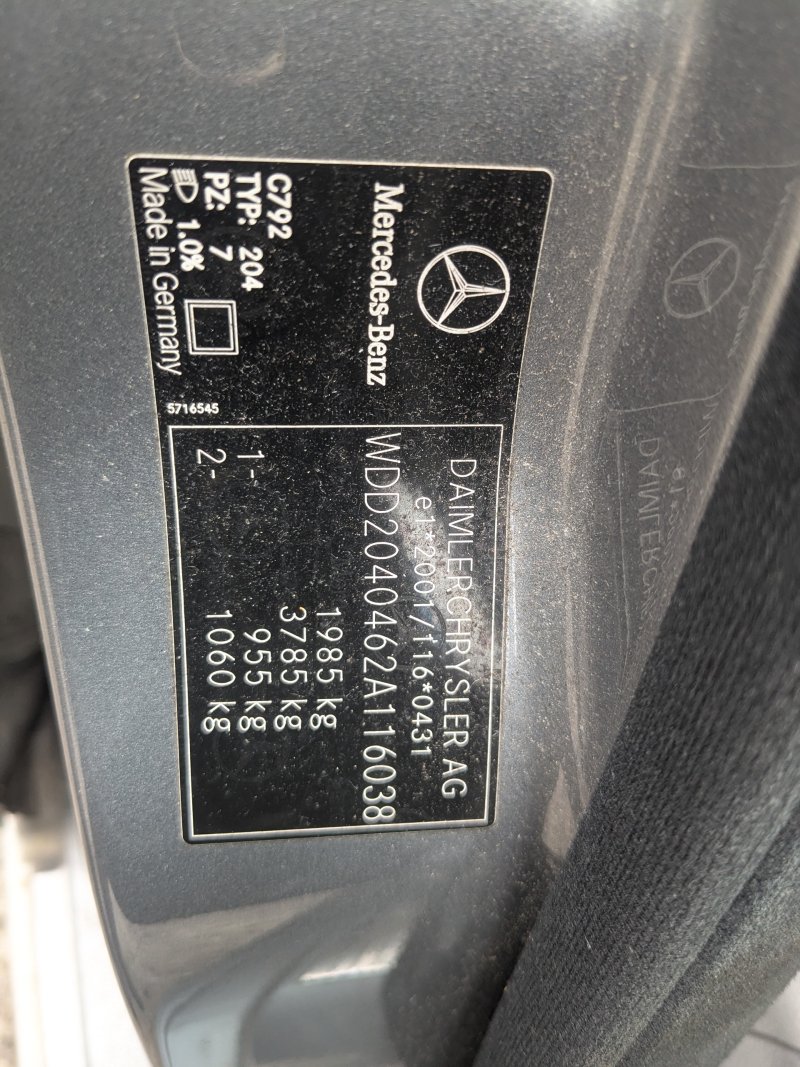 Mercedes-Benz
C792
TYP: 204
PZ: 7
1.0%
Made in Germany
5716545
DAIMLERCHRYSLER AG
e1*2001/116*0431
WDD2040462A116038
1985 kg
3785 kg
1- 955 kg
2- 1060 kg